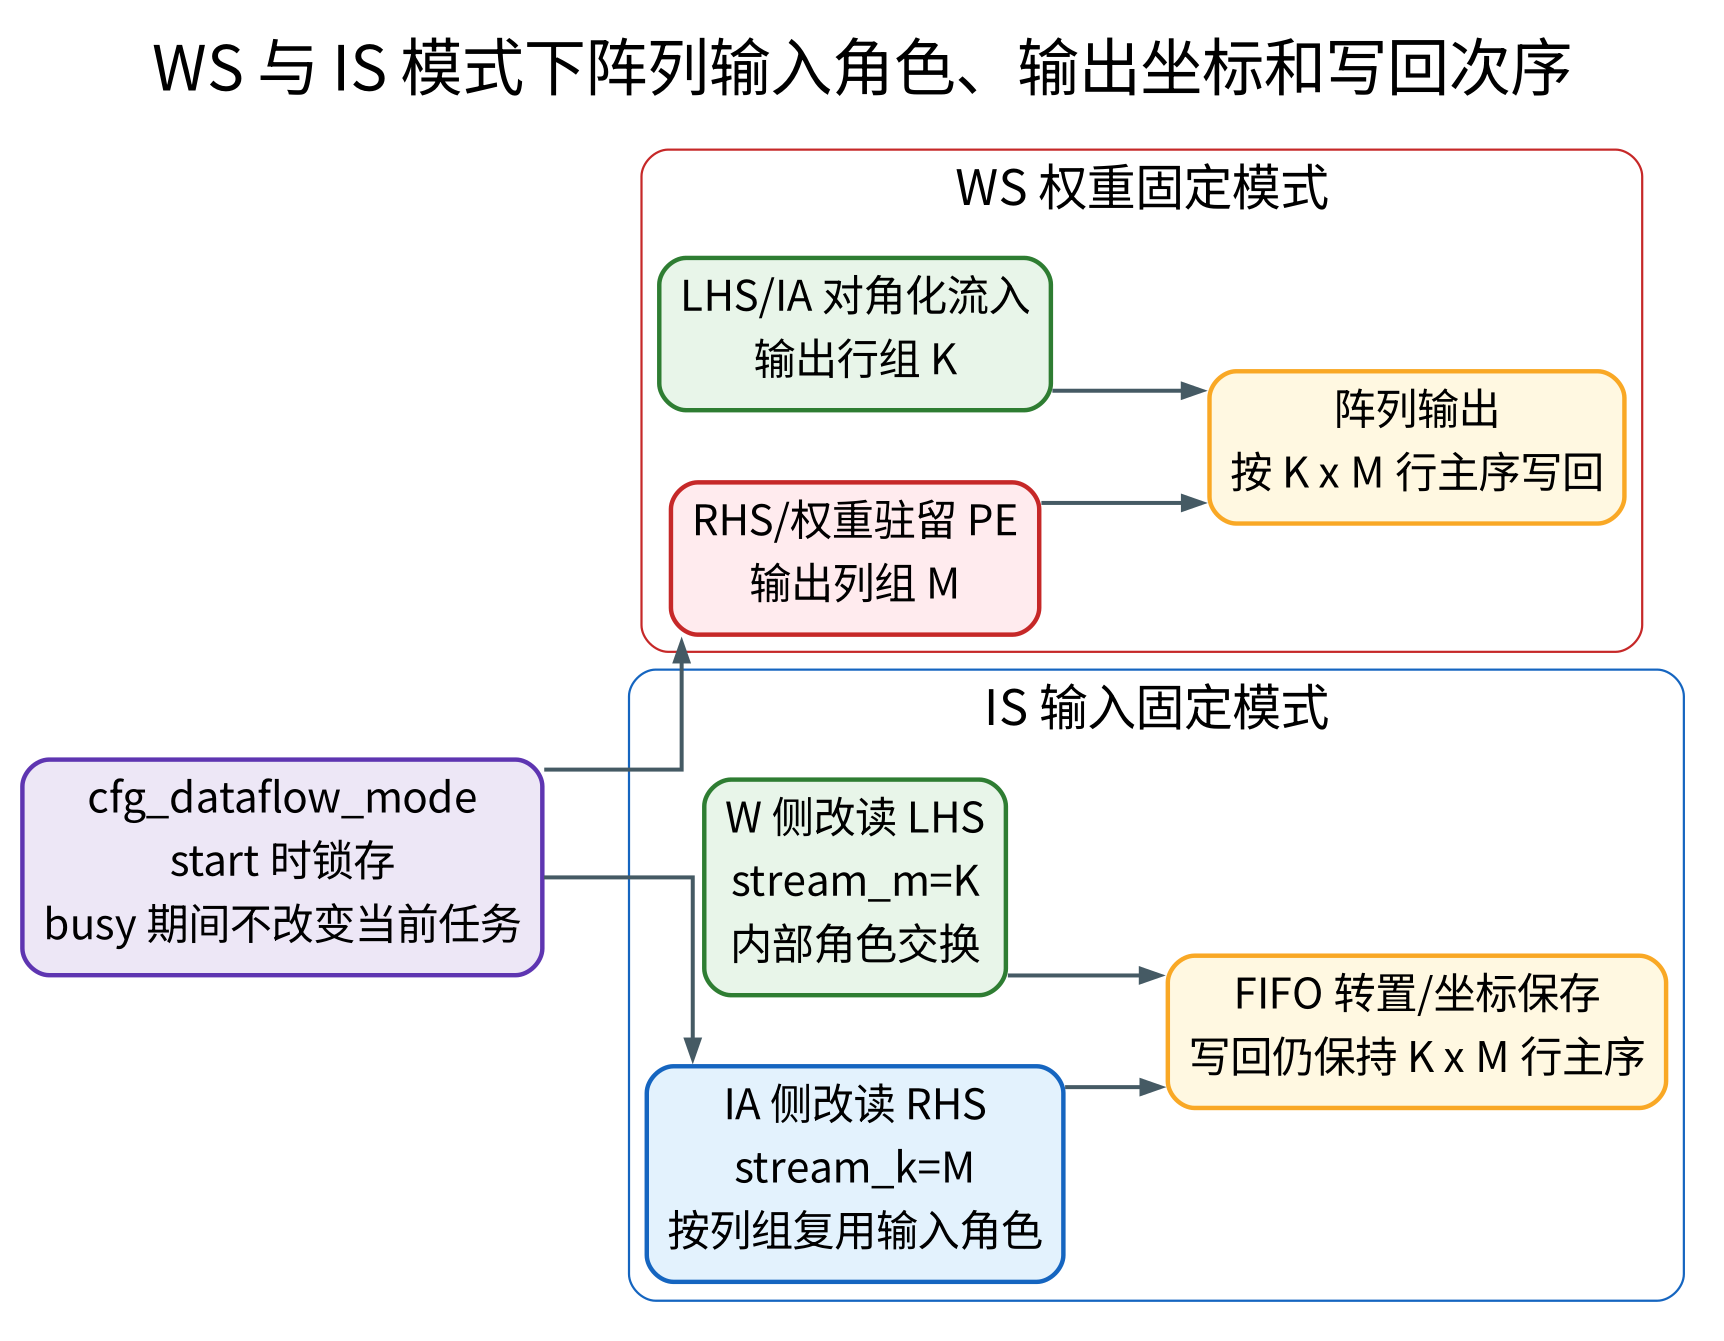 WS 与 IS 模式下阵列输入角色、输出坐标和写回次序
WS 权重固定模式
LHS/IA 对角化流入
输出行组 K
阵列输出
按 K x M 行主序写回
RHS/权重驻留 PE
输出列组 M
IS 输入固定模式
cfg_dataflow_mode
start 时锁存
busy 期间不改变当前任务
W 侧改读 LHS
stream_m=K
内部角色交换
FIFO 转置/坐标保存
写回仍保持 K x M 行主序
IA 侧改读 RHS
stream_k=M
按列组复用输入角色